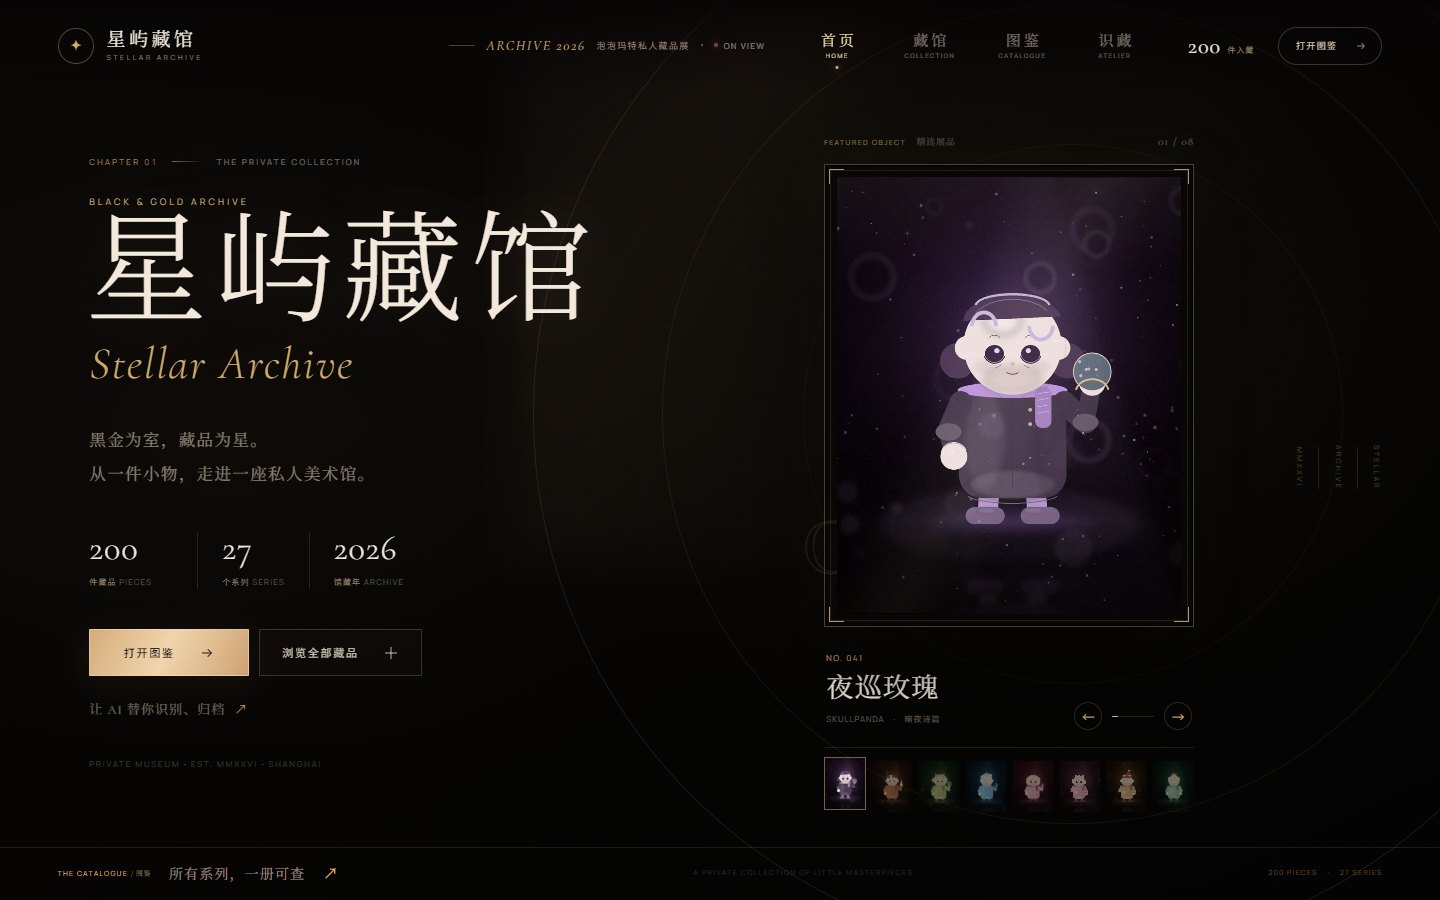 星屿藏馆
STELLAR ARCHIVE
ARCHIVE 2026 泡泡玛特私人藏品展 · ON VIEW
首页
HOME
藏馆
COLLECTION
图鉴
CATALOGUE
识藏
ATELIER
200 件入藏
打开图鉴 →
CHAPTER 01 THE PRIVATE COLLECTION
BLACK & GOLD ARCHIVE
星屿藏馆
Stellar Archive
黑金为室，藏品为星。
从一件小物，走进一座私人美术馆。
200
件藏品 PIECES
27
个系列 SERIES
2026
馆藏年 ARCHIVE
打开图鉴 →
浏览全部藏品 +
让 AI 替你识别、归档 ↗
PRIVATE MUSEUM • EST. MMXXVI • SHANGHAI
FEATURED OBJECT 精选展品
01 / 08
NO. 041
夜巡玫瑰
SKULLPANDA · 暗夜诗篇
← →
MMXXVI
ARCHIVE
STELLAR
THE CATALOGUE / 图鉴 所有系列，一册可查 ↗
A PRIVATE COLLECTION OF LITTLE MASTERPIECES
200 PIECES · 27 SERIES